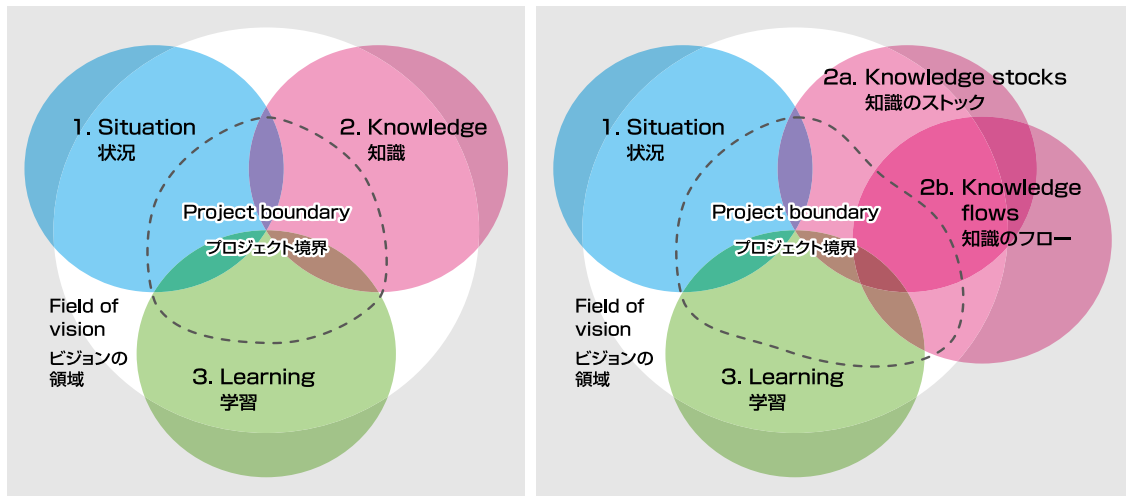 1. Situation
状況
2. Knowledge
知識
Project boundary
プロジェクト境界
Field of
vision
ビジョンの
領域
3. Learning
学習
2a. Knowledge stocks
知識のストック
1. Situation
状況
2b. Knowledge
flows
知識のフロー
Project boundary
プロジェクト境界
Field of
vision
ビジョンの
領域
3. Learning
学習